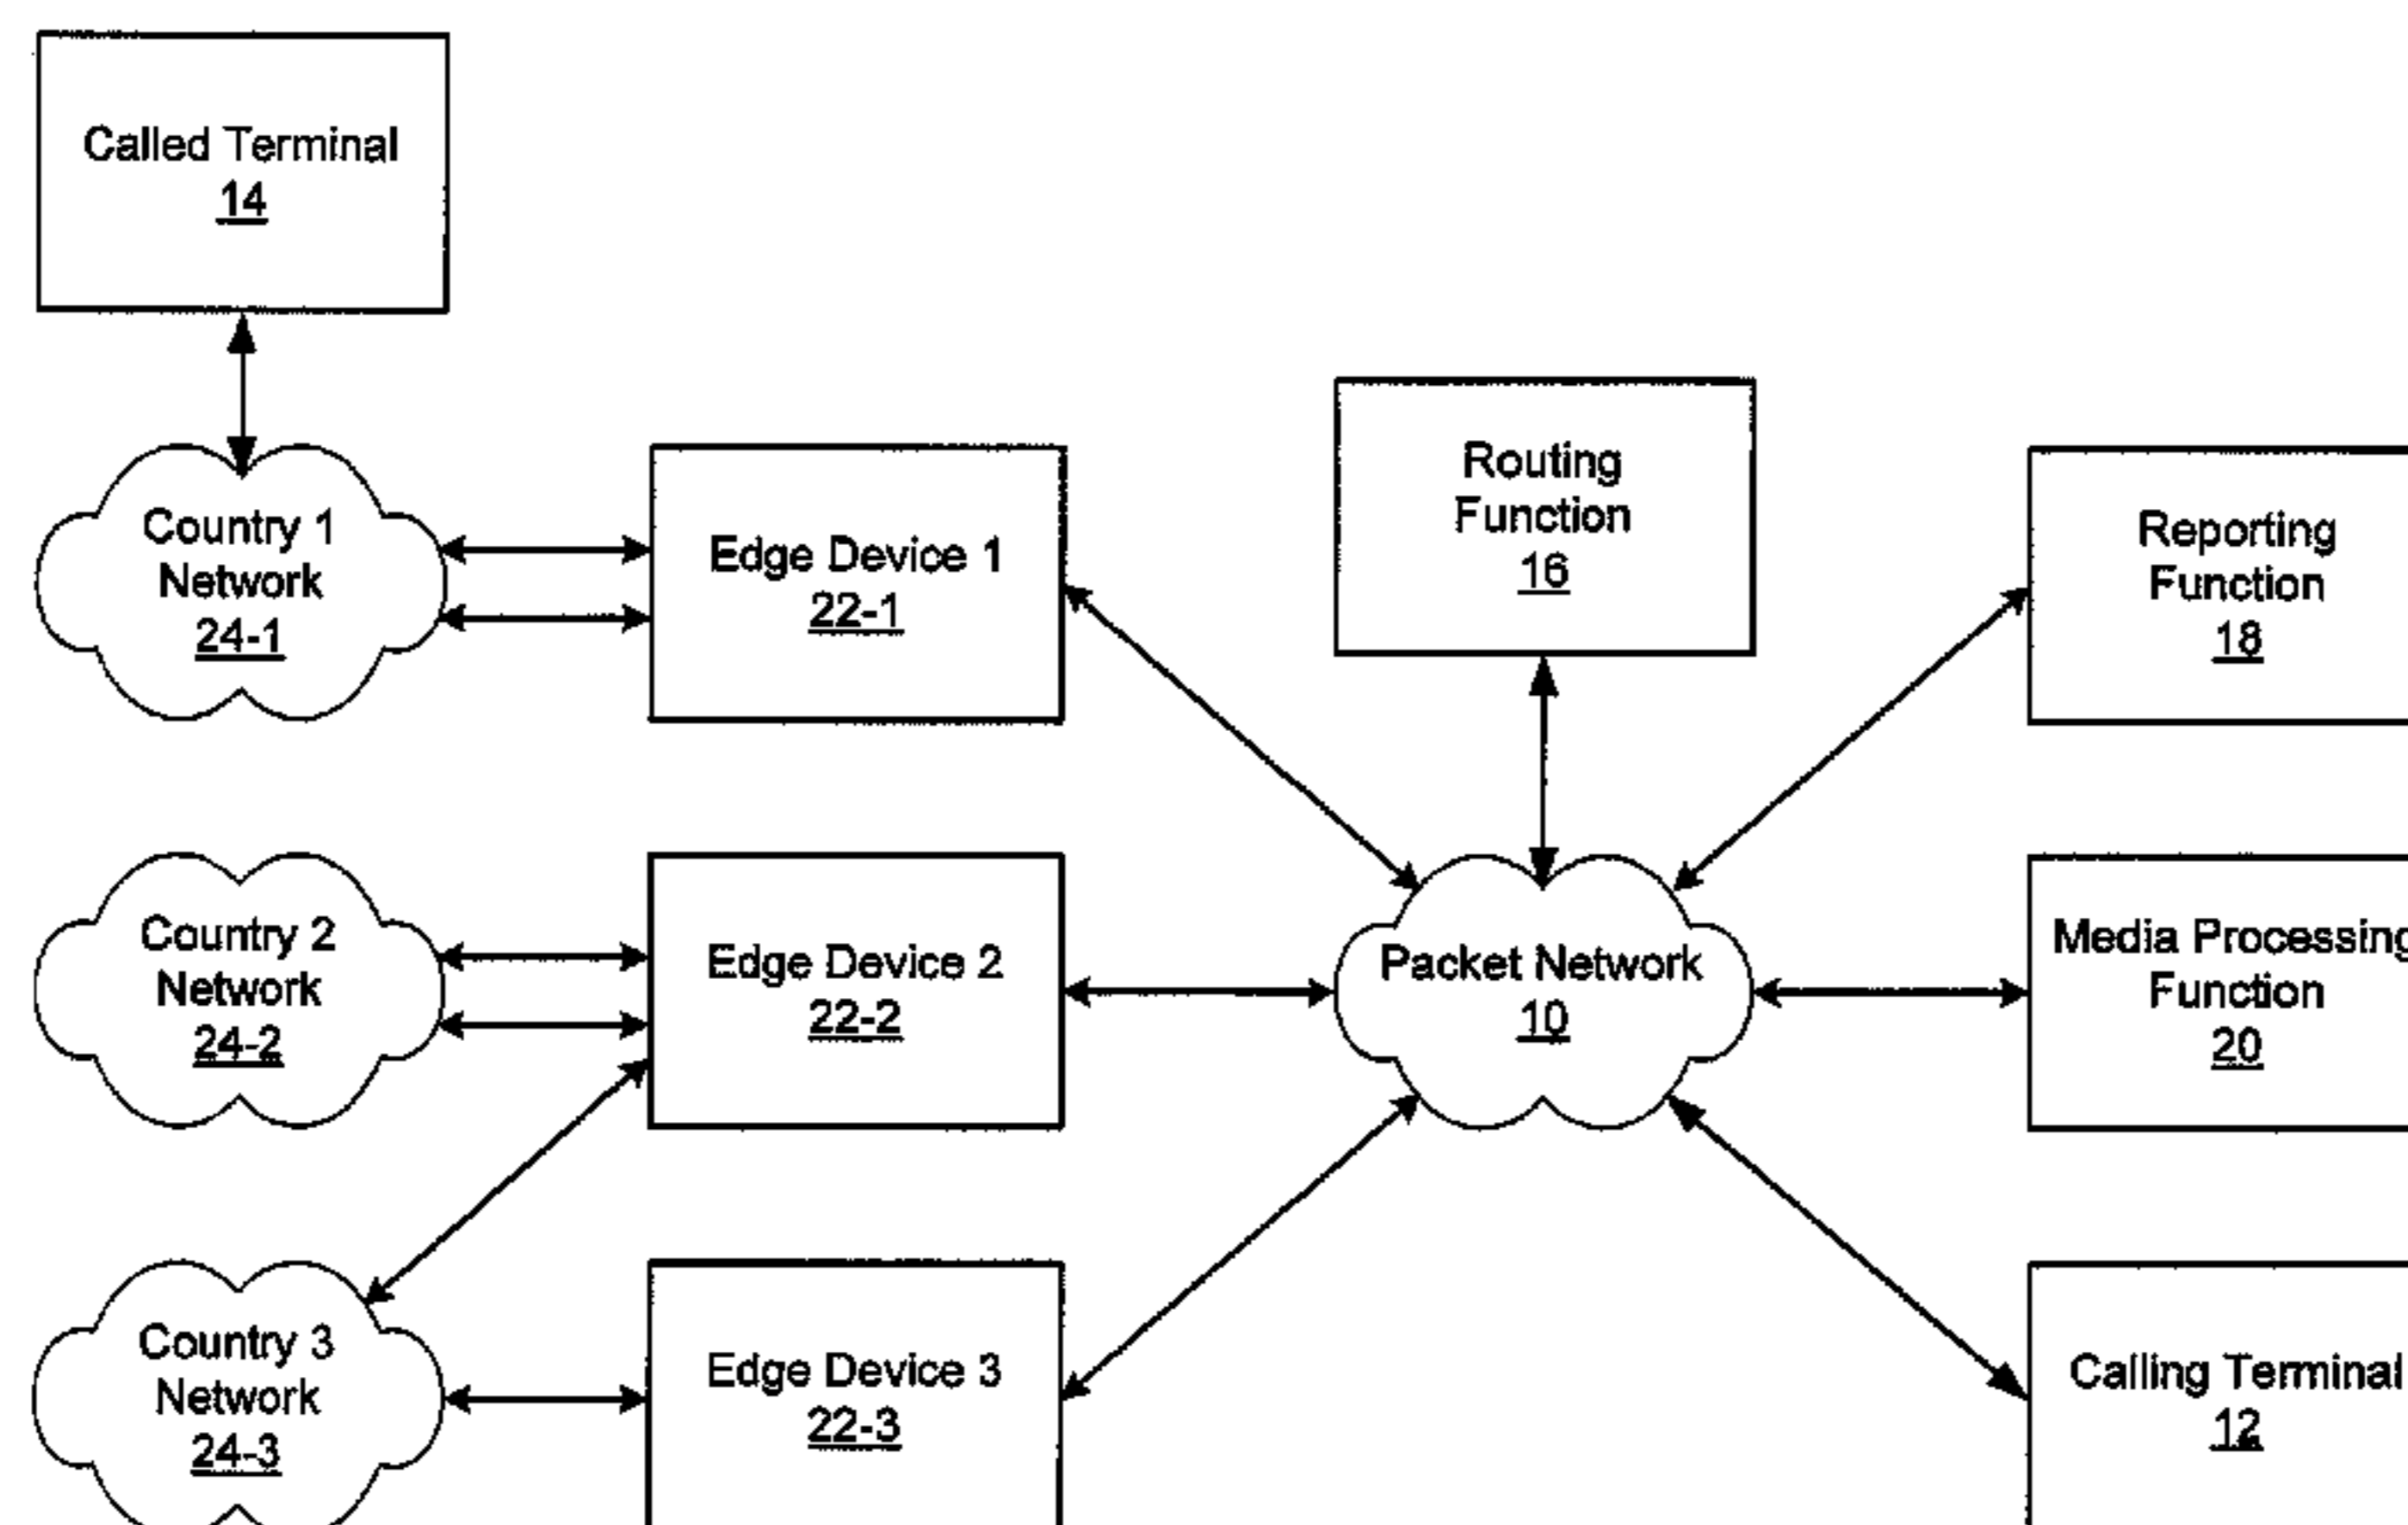 Called Terminal
14
Country 1
Network
24-1
Edge Device 1
22-1
Routing
Function
16
Reporting
Function
18
Country 2
Network
24-2
Edge Device 2
22-2
Packet Network
10
Media Processing
Function
20
Country 3
Network
24-3
Edge Device 3
22-3
Calling Terminal
12